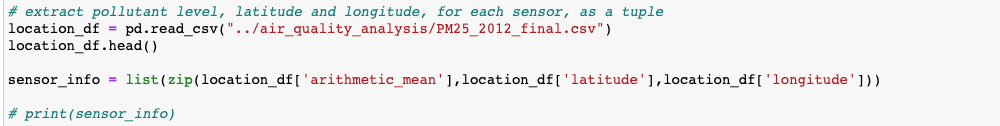 # extract pollutant level, latitude and longitude, for each sensor, as a tuple
location_df = pd.read_csv("../air_quality_analysis/PM25_2012_final.csv")
location_df.head()
sensor_info = list(zip(location_df['arithmetic_mean'],location_df['latitude'],location_df['longitude']))
# print(sensor_info)